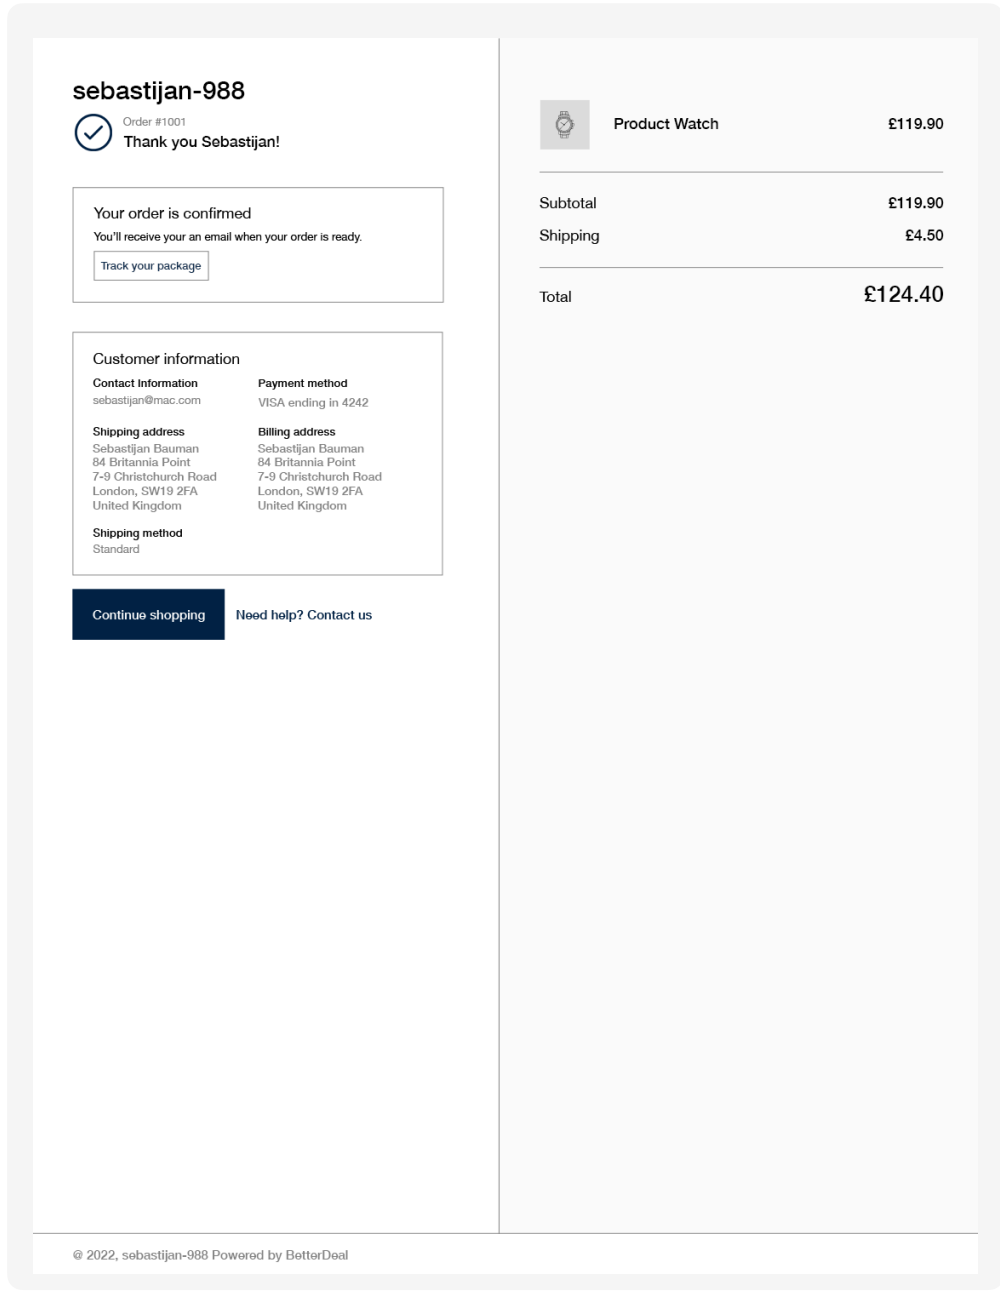 sebastijan-988
Order #1001
Thank you Sebastijan!
Your order is confirmed
You'll receive your an email when your order is ready.
Track your package
Customer information
Contact Information
sebastijan@mac.com
Payment method
VISA ending in 4242
Shipping address
Sebastijan Bauman
84 Britannia Point
7-9 Christchurch Road
London, SW19 2FA
United Kingdom
Billing address
Sebastijan Bauman
84 Britannia Point
7-9 Christchurch Road
London, SW19 2FA
United Kingdom
Shipping method
Standard
Continue shopping
Need help? Contact us
Product Watch £119.90
Subtotal £119.90
Shipping £4.50
Total £124.40
@ 2022, sebastijan-988 Powered by BetterDeal